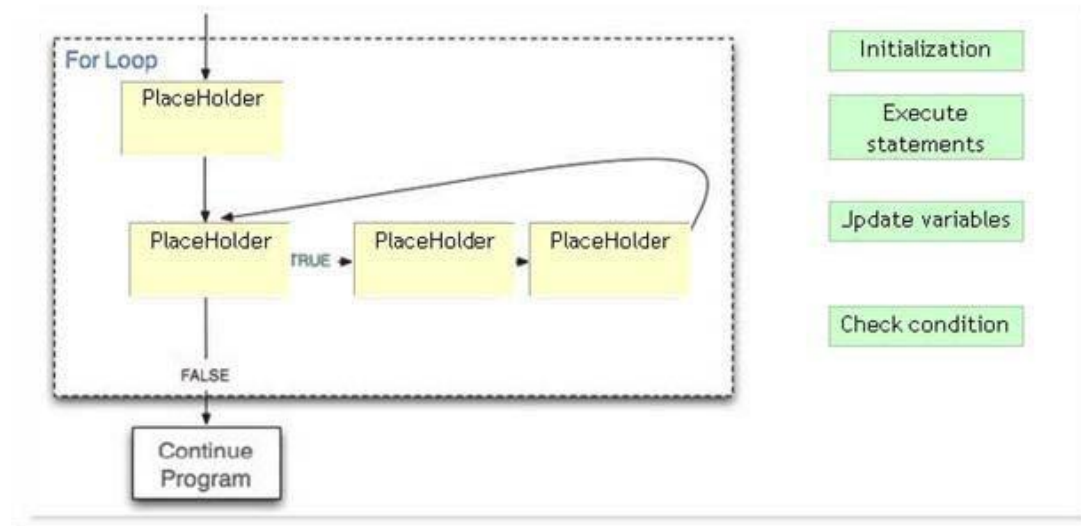 For Loop
PlaceHolder
PlaceHolder
TRUE
PlaceHolder
PlaceHolder
FALSE
Continue
Program
Initialization
Execute
statements
Jpdate variables
Check condition